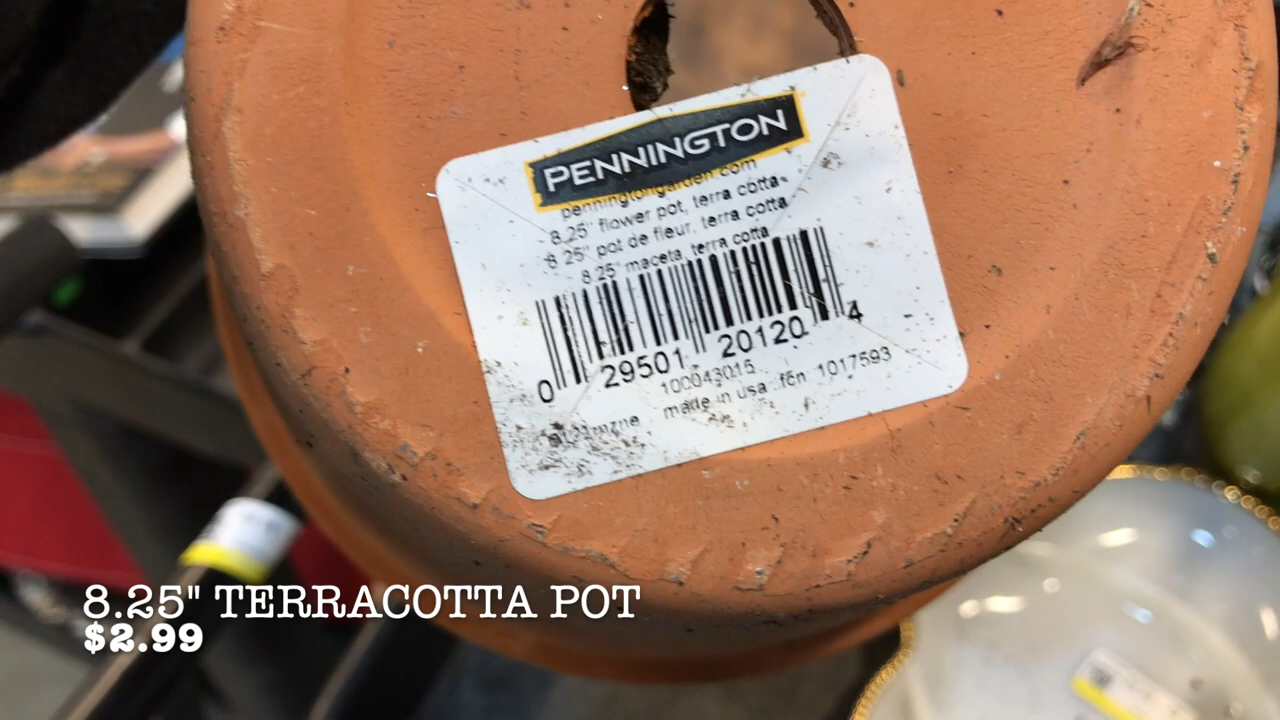 PENNINGTON
penningtongarden.com
8.25" flower pot, terra cotta
8.25" pot de fleur, terra cotta
8.25" maceta, terra cotta
0 29501 20120 4
100043015
made in usa fcn 1017593
8.25" TERRACOTTA POT
$2.99